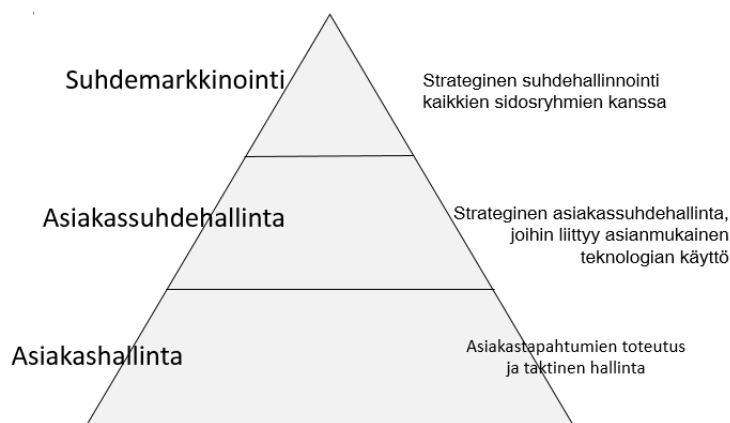 Suhdemarkkinointi
Strateginen suhdehallinnointi
kaikkien sidosryhmien kanssa
Asiakassuhdehallinta
Strateginen asiakassuhdehallinta,
joihin liittyy asianmukainen
teknologian käyttö
Asiakashallinta
Asiakastapahtumien toteutus
ja taktinen hallinta